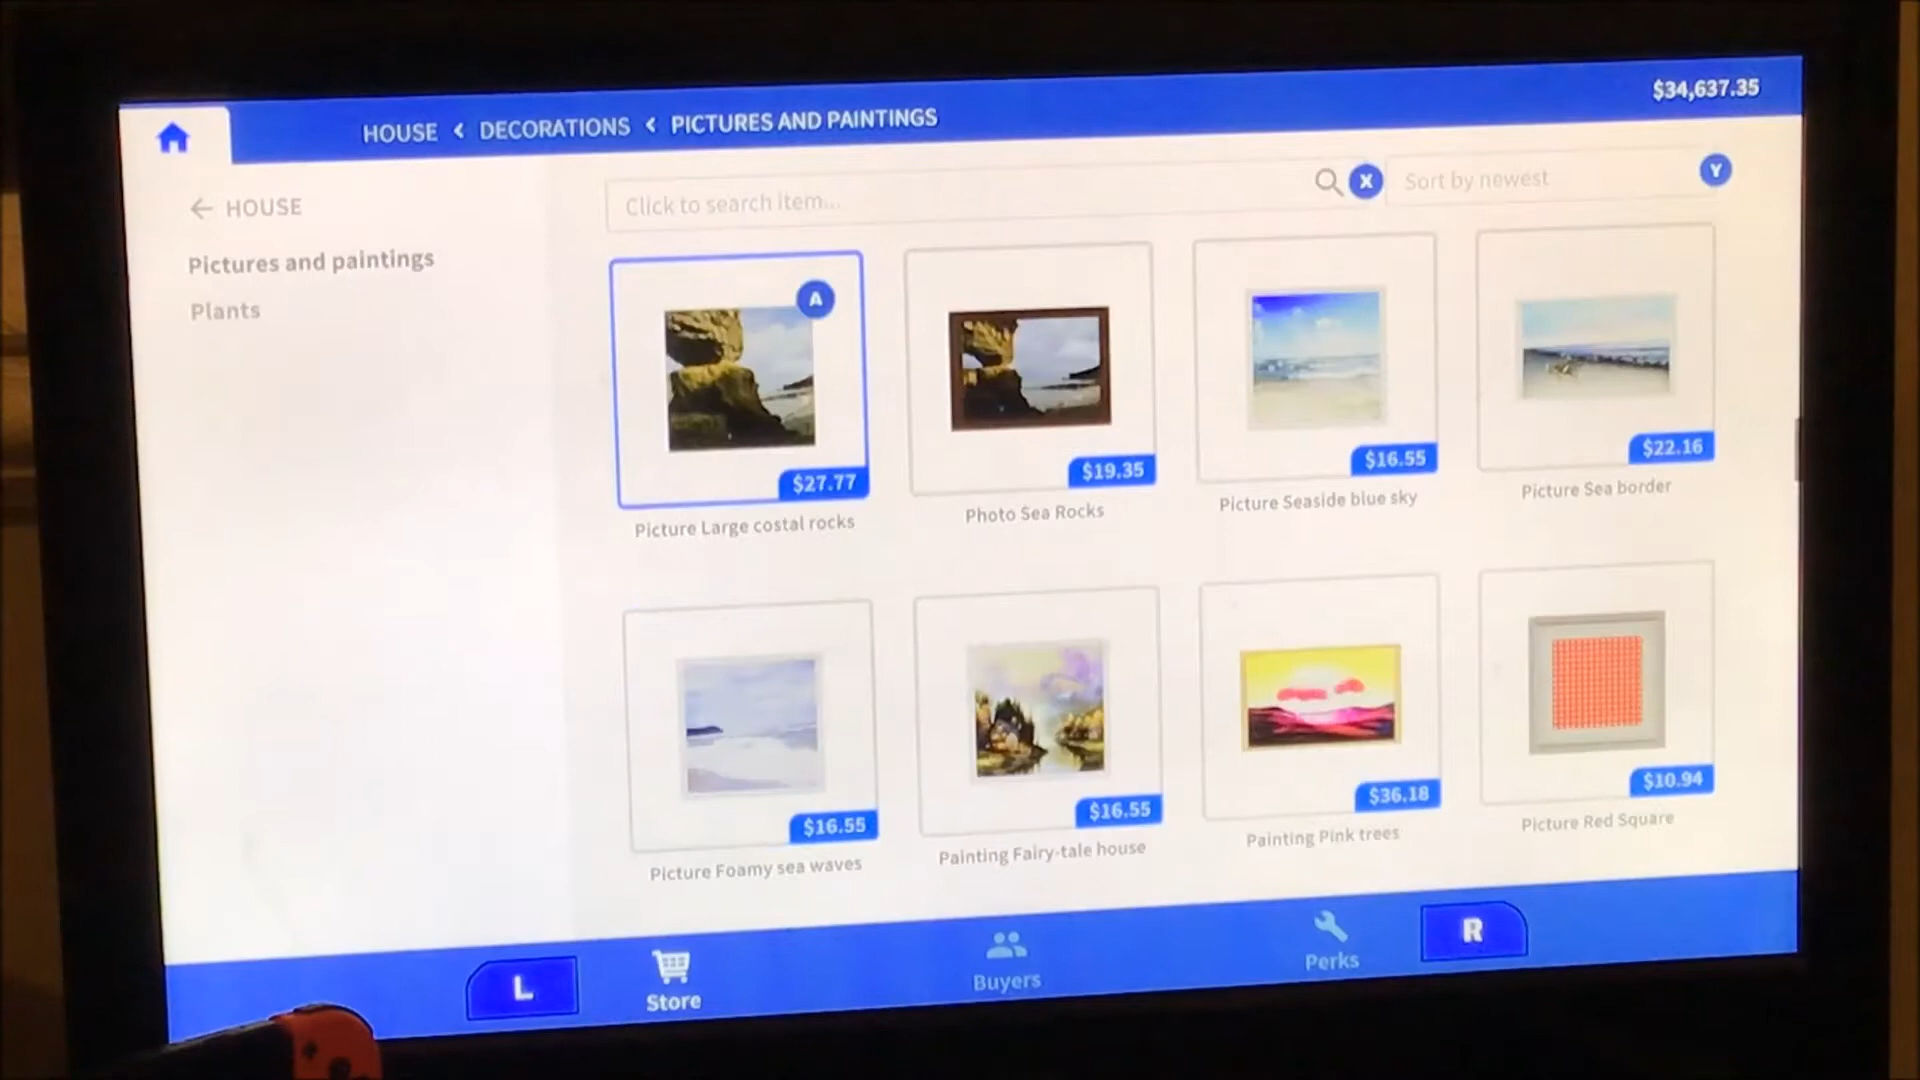 $34,637.35
HOUSE < DECORATIONS < PICTURES AND PAINTINGS
← HOUSE
Pictures and paintings
Plants
Click to search item...
X
Sort by newest
Y
A
$27.77
Picture Large costal rocks
$19.35
Photo Sea Rocks
$16.55
Picture Seaside blue sky
$22.16
Picture Sea border
$16.55
Picture Foamy sea waves
$16.55
Painting Fairy-tale house
$36.18
Painting Pink trees
$10.94
Picture Red Square
L
Store
Buyers
Perks
R